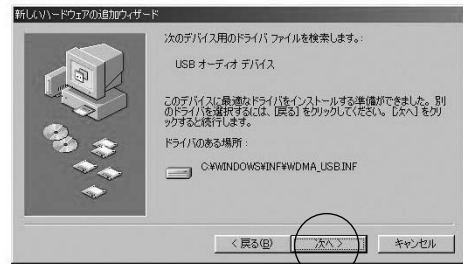 新しいハードウェアの追加ウィザード
次のデバイス用のドライバ ファイルを検索します。:
USB オーディオ デバイス
このデバイスに最適なドライバをインストールする準備ができました。別
のドライバを選択するには、[戻る] をクリックしてください。[次へ] をクリ
ックすると続行します。
ドライバのある場所 :
C:¥WINDOWS¥INF¥WDMA_USB.INF
< 戻る(B)
次へ >
キャンセル